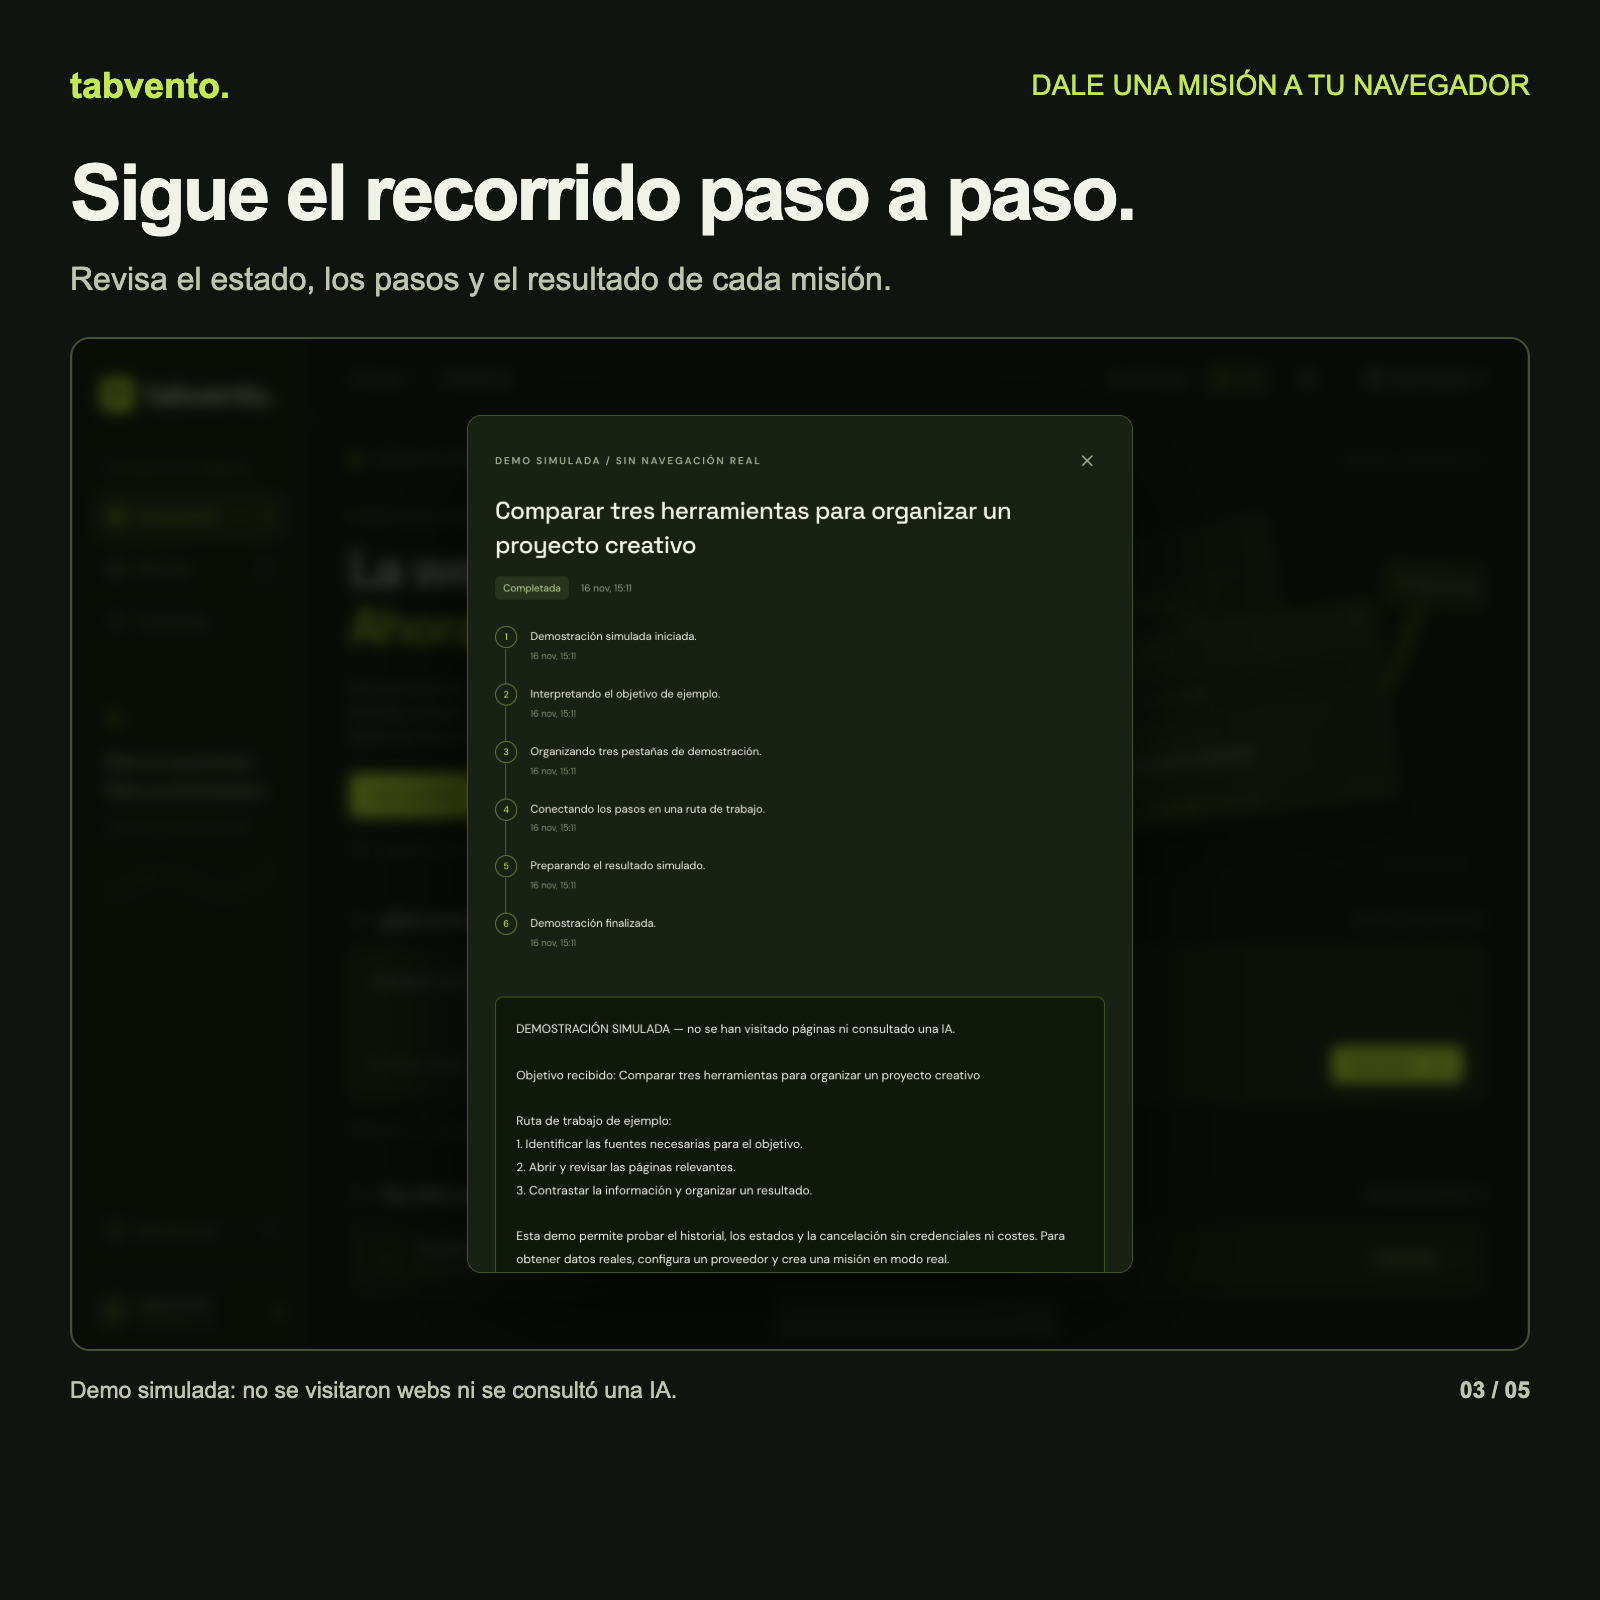 tabvento.
DALE UNA MISIÓN A TU NAVEGADOR
Sigue el recorrido paso a paso.
Revisa el estado, los pasos y el resultado de cada misión.
tabvento.
La
Ahora
DEMO SIMULADA / SIN NAVEGACIÓN REAL
Comparar tres herramientas para organizar un
proyecto creativo
Completada
16 nov, 15:11
1
Demostración simulada iniciada.
16 nov, 15:11
2
Interpretando el objetivo de ejemplo.
16 nov, 15:11
3
Organizando tres pestañas de demostración.
16 nov, 15:11
4
Conectando los pasos en una ruta de trabajo.
16 nov, 15:11
5
Preparando el resultado simulado.
16 nov, 15:11
6
Demostración finalizada.
16 nov, 15:11
DEMOSTRACIÓN SIMULADA — no se han visitado páginas ni consultado una IA.
Objetivo recibido: Comparar tres herramientas para organizar un proyecto creativo
Ruta de trabajo de ejemplo:
1. Identificar las fuentes necesarias para el objetivo.
2. Abrir y revisar las páginas relevantes.
3. Contrastar la información y organizar un resultado.
Esta demo permite probar el historial, los estados y la cancelación sin credenciales ni costes. Para
obtener datos reales, configura un proveedor y crea una misión en modo real.
Demo simulada: no se visitaron webs ni se consultó una IA.
03 / 05